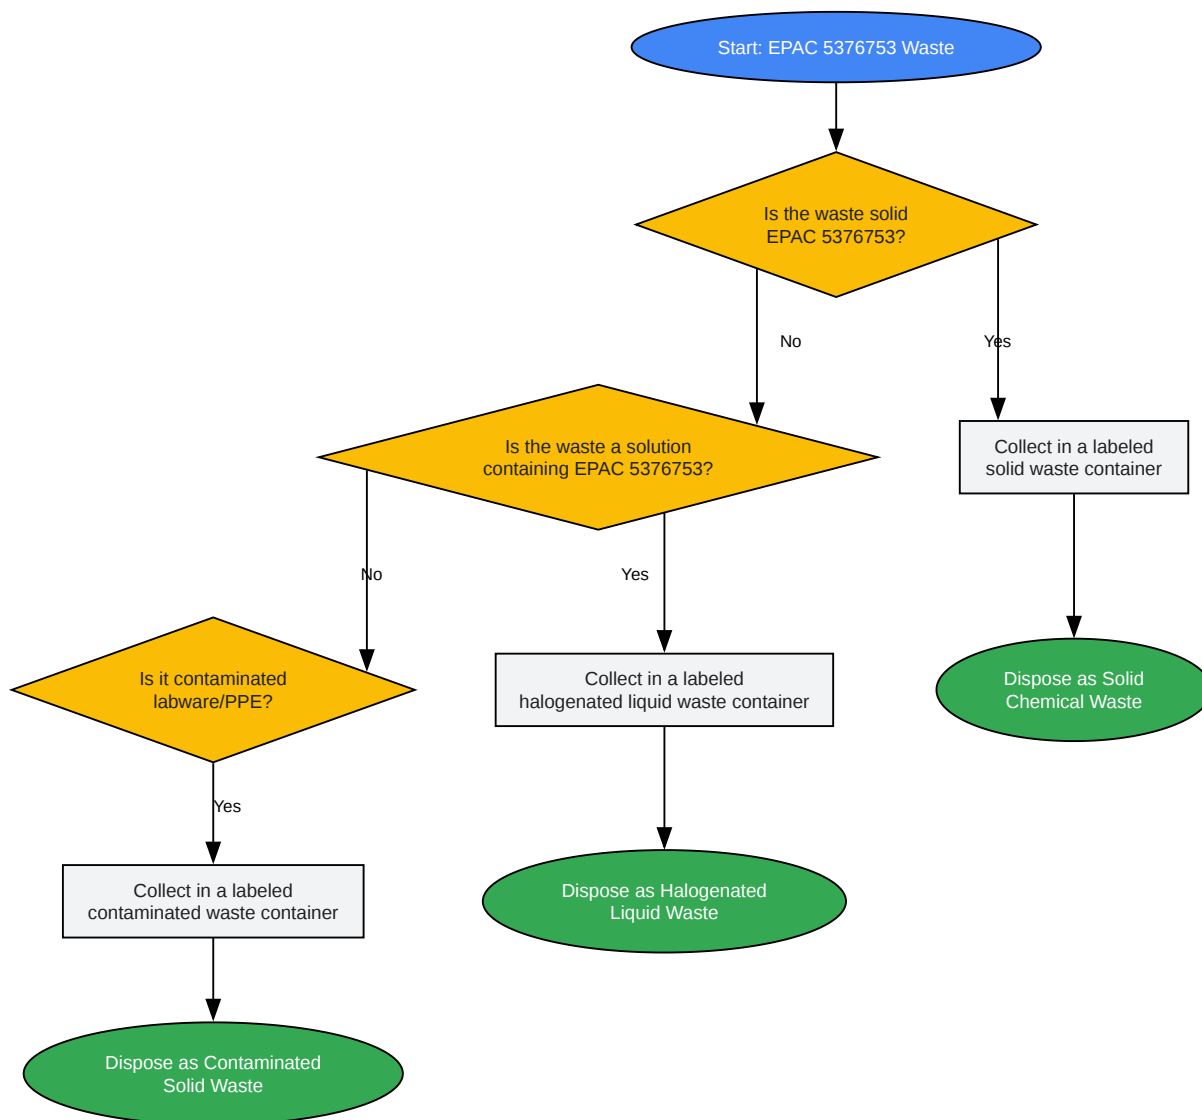 Start: EPAC 5376753 Waste
Is the waste solid
EPAC 5376753?
No
Yes
Is the waste a solution
containing EPAC 5376753?
Collect in a labeled
solid waste container
No
Yes
Is it contaminated
labware/PPE?
Collect in a labeled
halogenated liquid waste container
Dispose as Solid
Chemical Waste
Yes
Collect in a labeled
contaminated waste container
Dispose as Halogenated
Liquid Waste
Dispose as Contaminated
Solid Waste